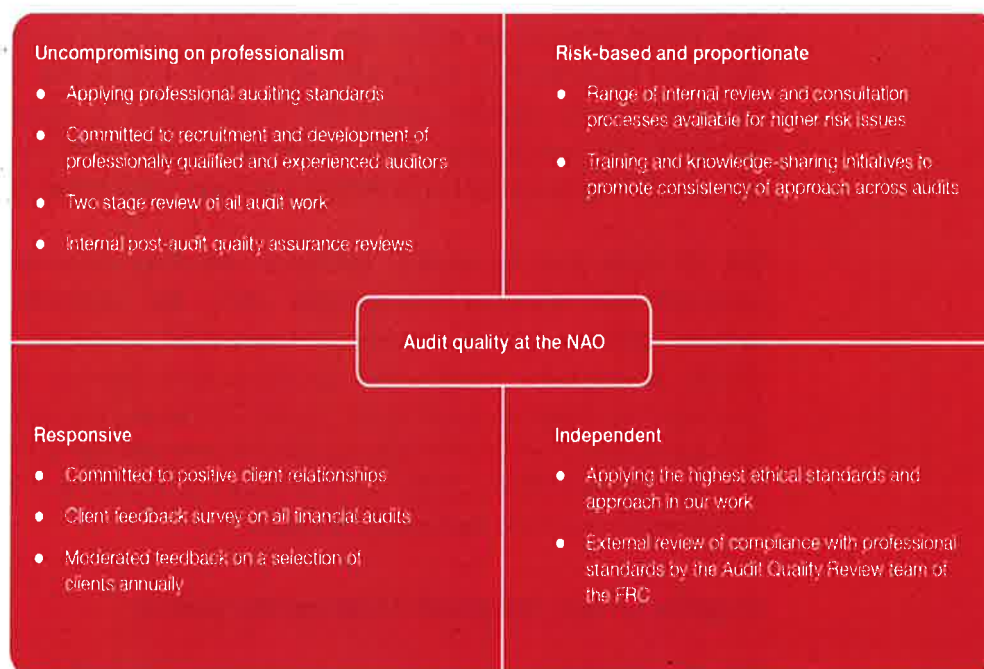 Uncompromising on professionalism
● Applying professional auditing standards
● Committed to recruitment and development of
professionally qualified and experienced auditors
● Two stage review of all audit work
● Internal post-audit quality assurance reviews
Risk-based and proportionate
● Range of internal review and consultation
processes available for higher risk issues
● Training and knowledge-sharing initiatives to
promote consistency of approach across audits
Audit quality at the NAO
Responsive
● Committed to positive client relationships
● Client feedback survey on all financial audits
● Moderated feedback on a selection of
clients annually
Independent
● Applying the highest ethical standards and
approach in our work
● External review of compliance with professional
standards by the Audit Quality Review team of
the FRC